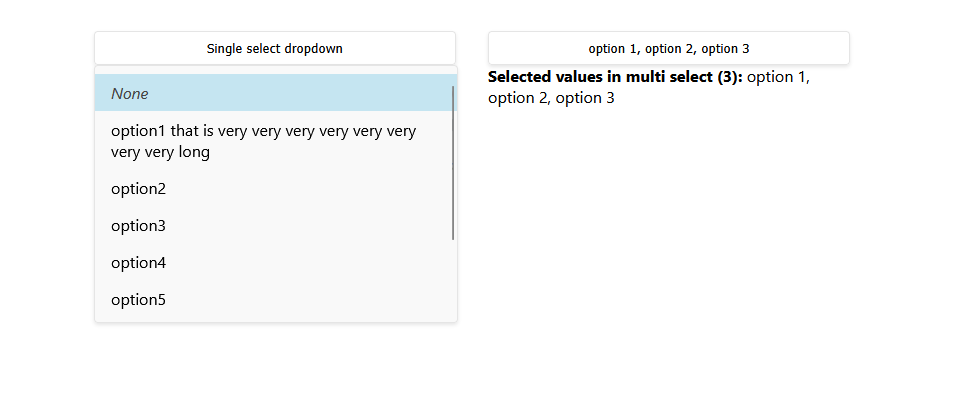 Single select dropdown
None
option1 that is very very very very very very
very very long
option2
option3
option4
option5
option 1, option 2, option 3
Selected values in multi select (3): option 1,
option 2, option 3